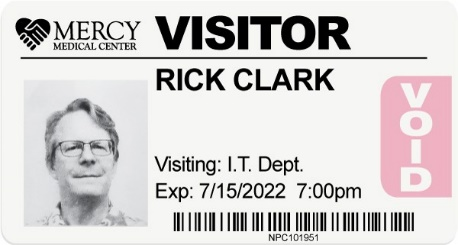 MERCY
MEDICAL CENTER
VISITOR
RICK CLARK
VOID
Visiting: I.T. Dept.
Exp: 7/15/2022 7:00pm
NPC101951